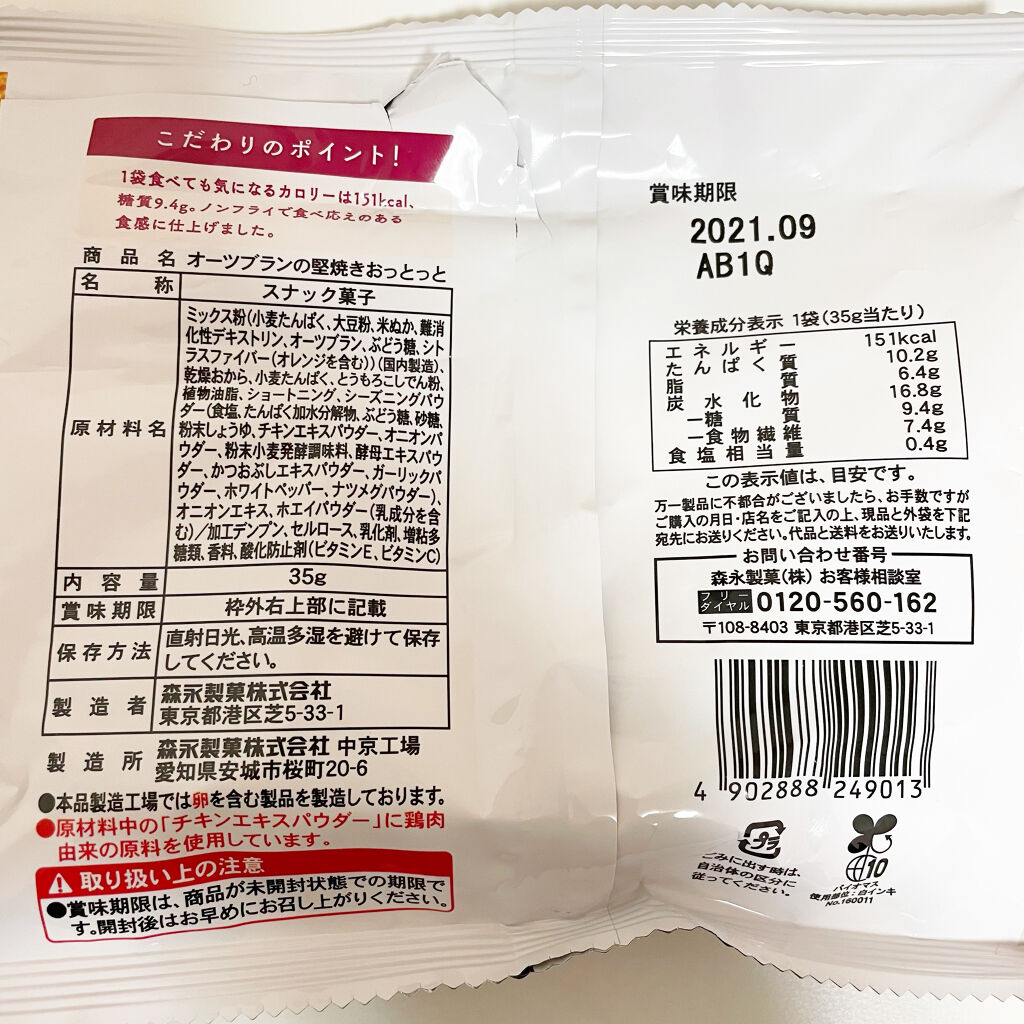 こだわりのポイント!
1袋食べても気になるカロリーは151kcal、
糖質9.4g。ノンフライで食べ応えのある
食感に仕上げました。
商品名 オーツブランの堅焼きおっとっと
名称 スナック菓子
原材料名 ミックス粉(小麦たんぱく、大豆粉、米ぬか、難消
化性デキストリン、オーツブラン、ぶどう糖、シト
ラスファイバー(オレンジを含む))(国内製造)、
乾燥おから、小麦たんぱく、とうもろこしでん粉、
植物油脂、ショートニング、シーズニングパウ
ダー(食塩、たんぱく加水分解物、ぶどう糖、砂糖、
粉末しょうゆ、チキンエキスパウダー、オニオンパ
ウダー、粉末小麦発酵調味料、酵母エキスパウ
ダー、かつおぶしエキスパウダー、ガーリックパ
ウダー、ホワイトペッパー、ナツメグパウダー)、
オニオンエキス、ホエイパウダー(乳成分を含
む)/加工デンプン、セルロース、乳化剤、増粘多
糖類、香料、酸化防止剤(ビタミンE、ビタミンC)
内容量 35g
賞味期限 枠外右上部に記載
保存方法 直射日光、高温多湿を避けて保存
してください。
製造者 森永製菓株式会社
東京都港区芝5-33-1
製造所 森永製菓株式会社 中京工場
愛知県安城市桜町20-6
●本品製造工場では卵を含む製品を製造しております。
●原材料中の「チキンエキスパウダー」に鶏肉
由来の原料を使用しています。
取り扱い上の注意
●賞味期限は、商品が未開封状態での期限で
す。開封後はお早めにお召し上がりください。
賞味期限
2021.09
AB1Q
栄養成分表示 1袋(35g当たり)
エネルギー 151kcal
たんぱく質 10.2g
脂質 6.4g
炭水化物 16.8g
ー糖質 9.4g
ー食物繊維 7.4g
食塩相当量 0.4g
この表示値は、目安です。
万一製品に不都合がございましたら、お手数ですが
ご購入の月日・店名をご記入の上、現品と外袋を下記
宛先にお送りください。代品と送料をお送りいたします。
お問い合わせ番号
森永製菓(株) お客様相談室
フリーダイヤル 0120-560-162
〒108-8403 東京都港区芝5-33-1
4 902888 249013
プラ
ごみに出す時は、
自治体の区分に
従ってください。
10
バイオマス
使用部位:白インキ
No.160011